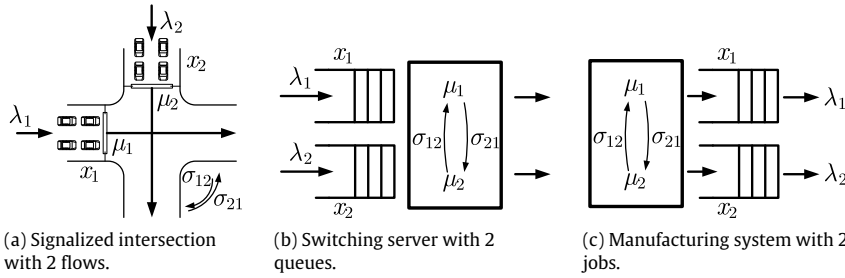 λ₂
x₂
μ₂
λ₁
μ₁
x₁
σ₁₂
σ₂₁
(a) Signalized intersection
with 2 flows.
x₁
λ₁
μ₁
σ₁₂ σ₂₁
λ₂
μ₂
x₂
(b) Switching server with 2
queues.
x₁
μ₁
λ₁
σ₁₂ σ₂₁
μ₂
λ₂
x₂
(c) Manufacturing system with 2
jobs.